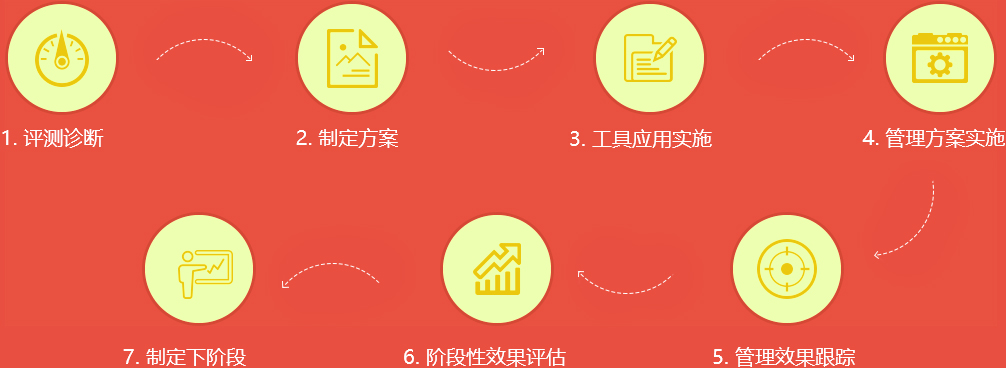 1. 评测诊断
2. 制定方案
3. 工具应用实施
4. 管理方案实施
5. 管理效果跟踪
6. 阶段性效果评估
7. 制定下阶段